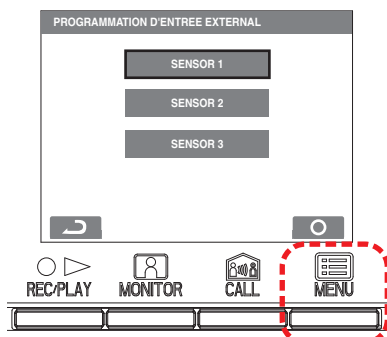 PROGRAMMATION D'ENTREE EXTERNAL
SENSOR 1
SENSOR 2
SENSOR 3
REC/PLAY MONITOR CALL MENU